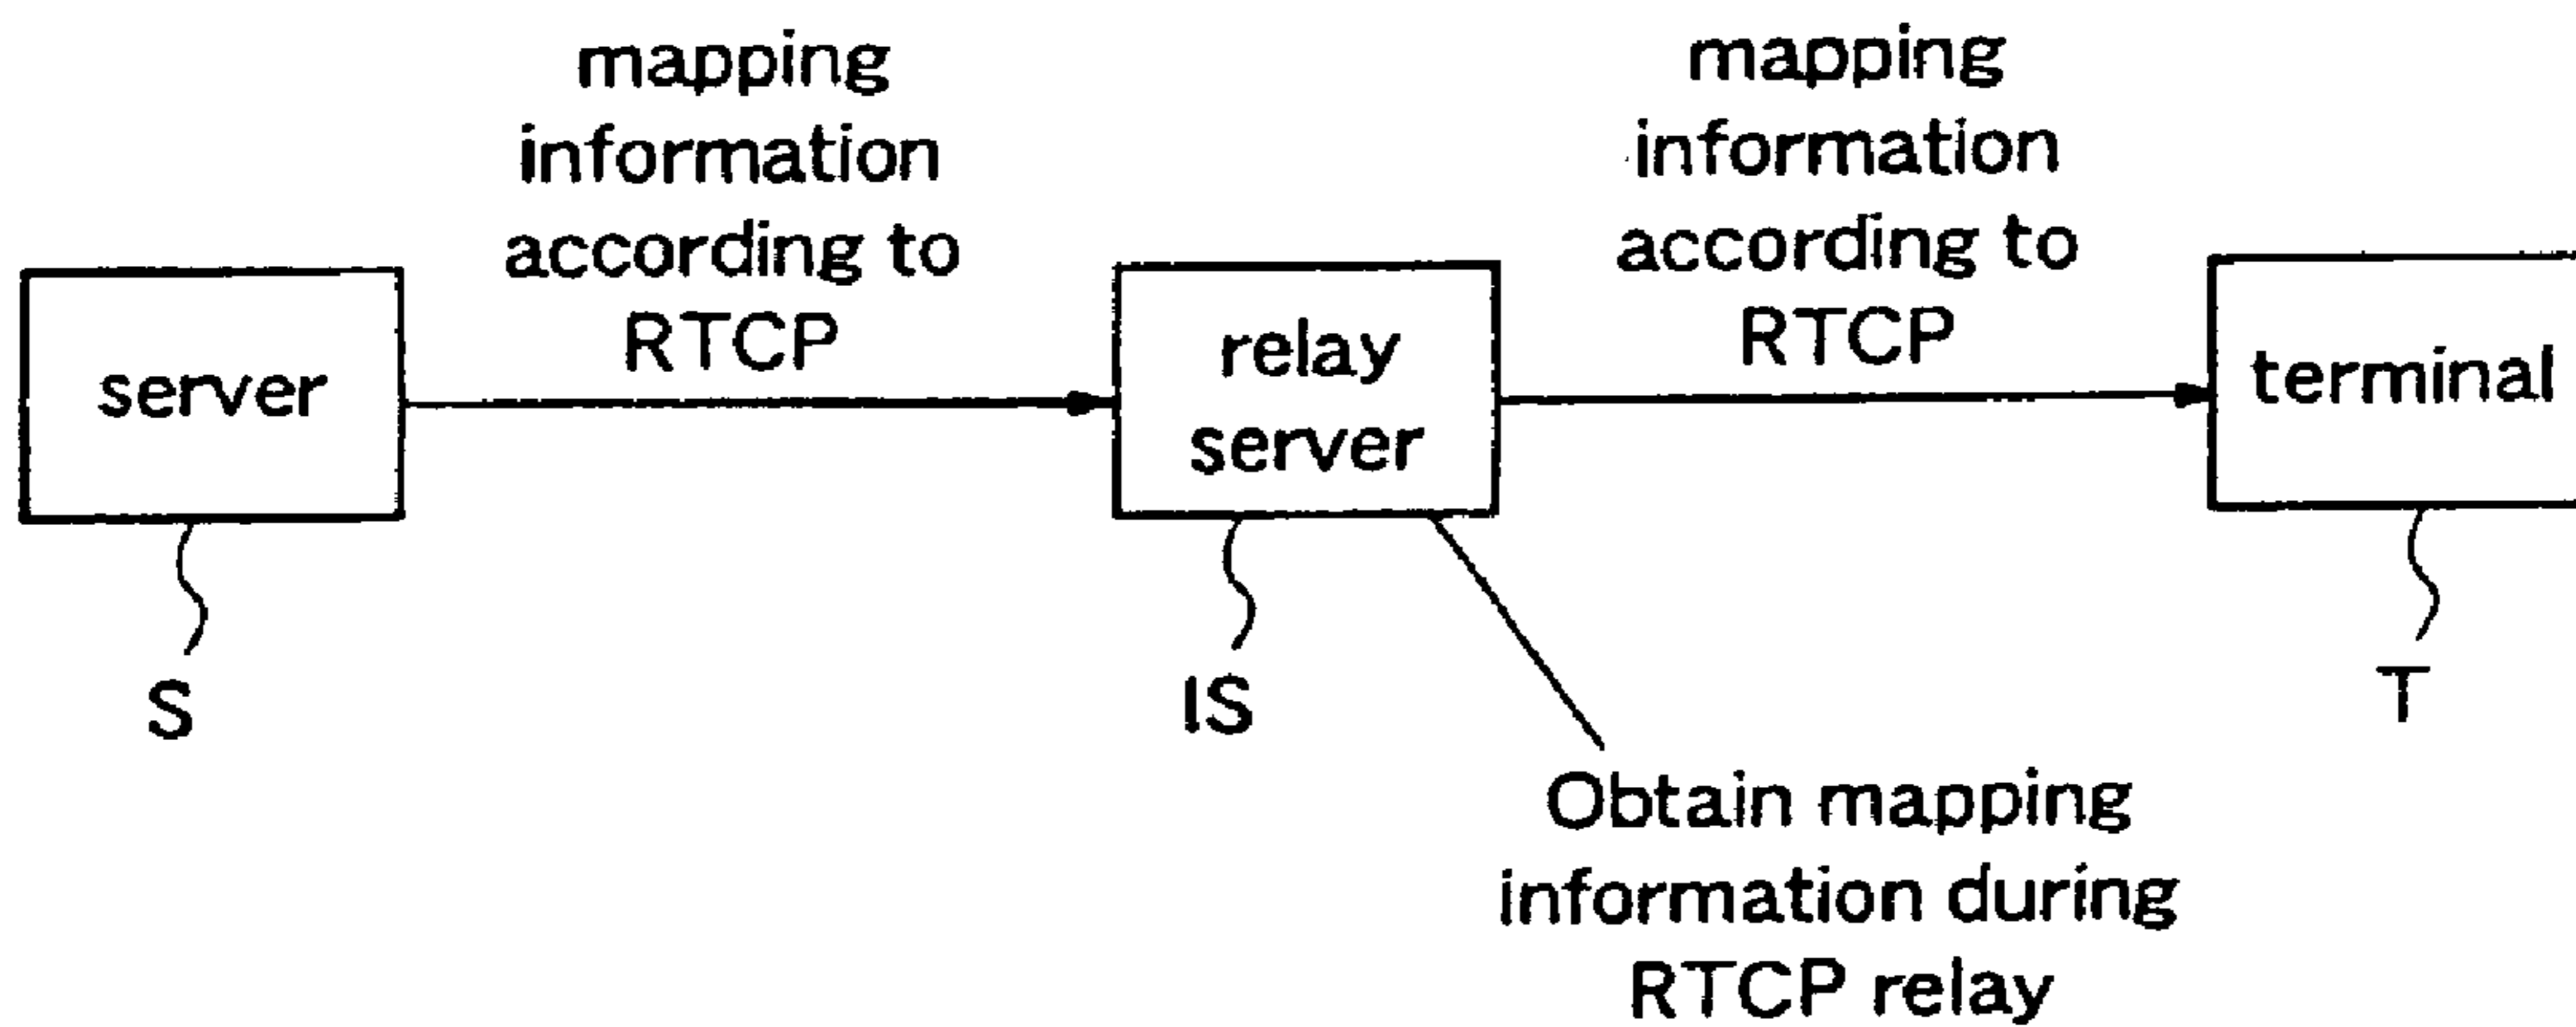 mapping
information
according to
RTCP
mapping
information
according to
RTCP
server
relay
server
terminal
S
IS
T
Obtain mapping
information during
RTCP relay